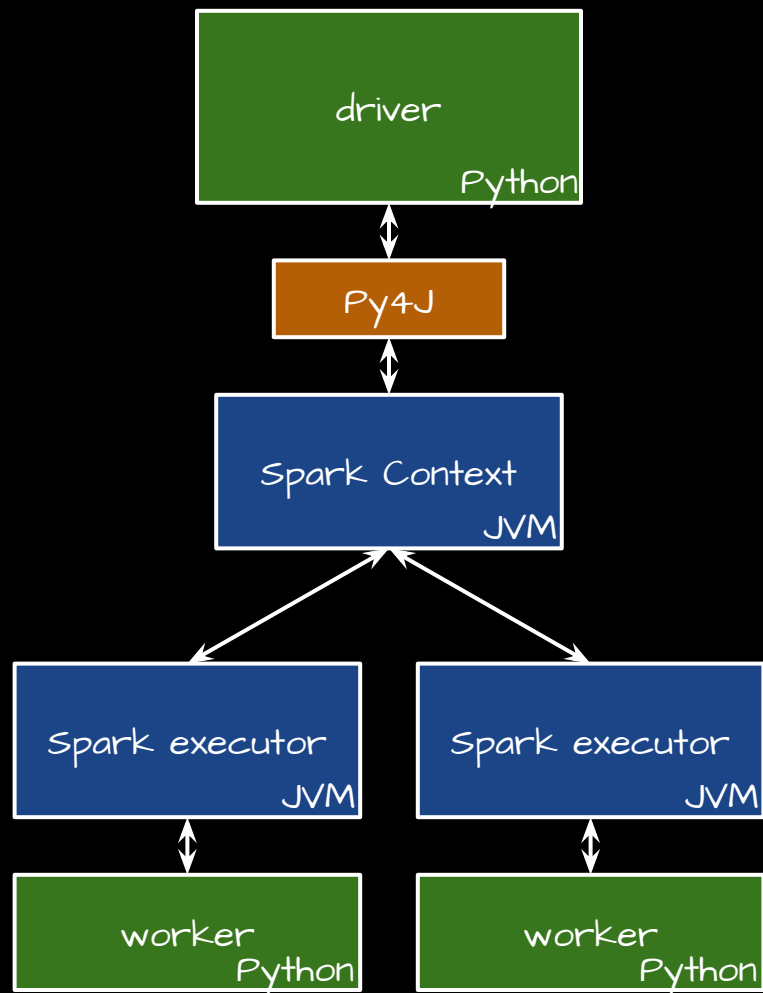 driver
Python
Py4J
Spark Context
JVM
Spark executor
JVM
Spark executor
JVM
worker
Python
worker
Python